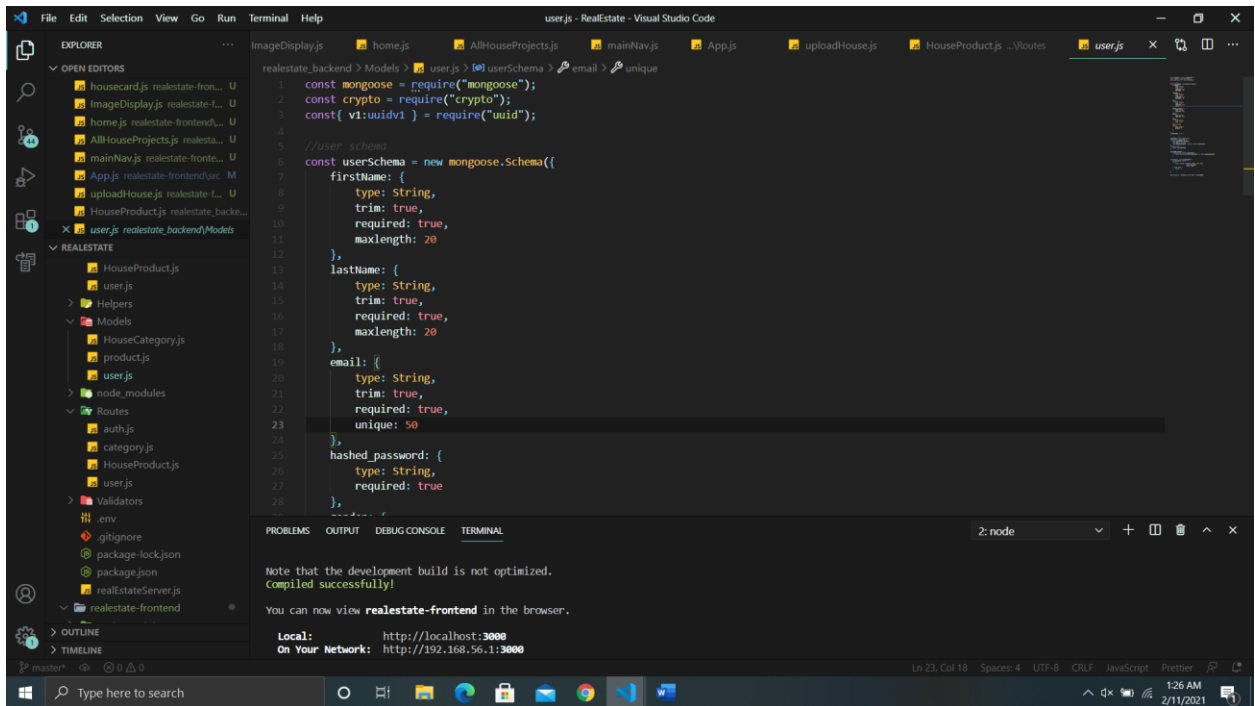 File Edit Selection View Go Run Terminal Help user.js - RealEstate - Visual Studio Code
EXPLORER
ImageDisplay.js home.js AllHouseProjects.js mainNav.js App.js uploadHouse.js HouseProduct.js ...\Routes user.js
OPEN EDITORS
realestate_backend > Models > user.js > userSchema > email > unique
housecard.js realestate-fron... U
ImageDisplay.js realestate-f... U
home.js realestate-frontend\... U
AllHouseProjects.js realesta... U
mainNav.js realestate-fronte... U
App.js realestate-frontend\src M
uploadHouse.js realestate-f... U
HouseProduct.js realestate_backe...
user.js realestate_backend\Models
REALESTATE
HouseProduct.js
user.js
Helpers
Models
HouseCategory.js
product.js
user.js
node_modules
Routes
auth.js
category.js
HouseProduct.js
user.js
Validators
.env
.gitignore
package-lock.json
package.json
realEstateServer.js
realestate-frontend
OUTLINE
TIMELINE
44
1
1
1 const mongoose = require("mongoose");
2 const crypto = require("crypto");
3 const{ v1:uuidv1 } = require("uuid");
4
5 //user schema
6 const userSchema = new mongoose.Schema({
7 firstName: {
8 type: String,
9 trim: true,
10 required: true,
11 maxlength: 20
12 },
13 lastName: {
14 type: String,
15 trim: true,
16 required: true,
17 maxlength: 20
18 },
19 email: {
20 type: String,
21 trim: true,
22 required: true,
23 unique: 50
24 },
25 hashed_password: {
26 type: String,
27 required: true
28 },
PROBLEMS OUTPUT DEBUG CONSOLE TERMINAL 2: node
Note that the development build is not optimized.
Compiled successfully!
You can now view realestate-frontend in the browser.
Local: http://localhost:3000
On Your Network: http://192.168.56.1:3000
master* 0 0 Ln 23, Col 18 Spaces: 4 UTF-8 CRLF JavaScript Prettier
Type here to search
1:26 AM
2/11/2021
1